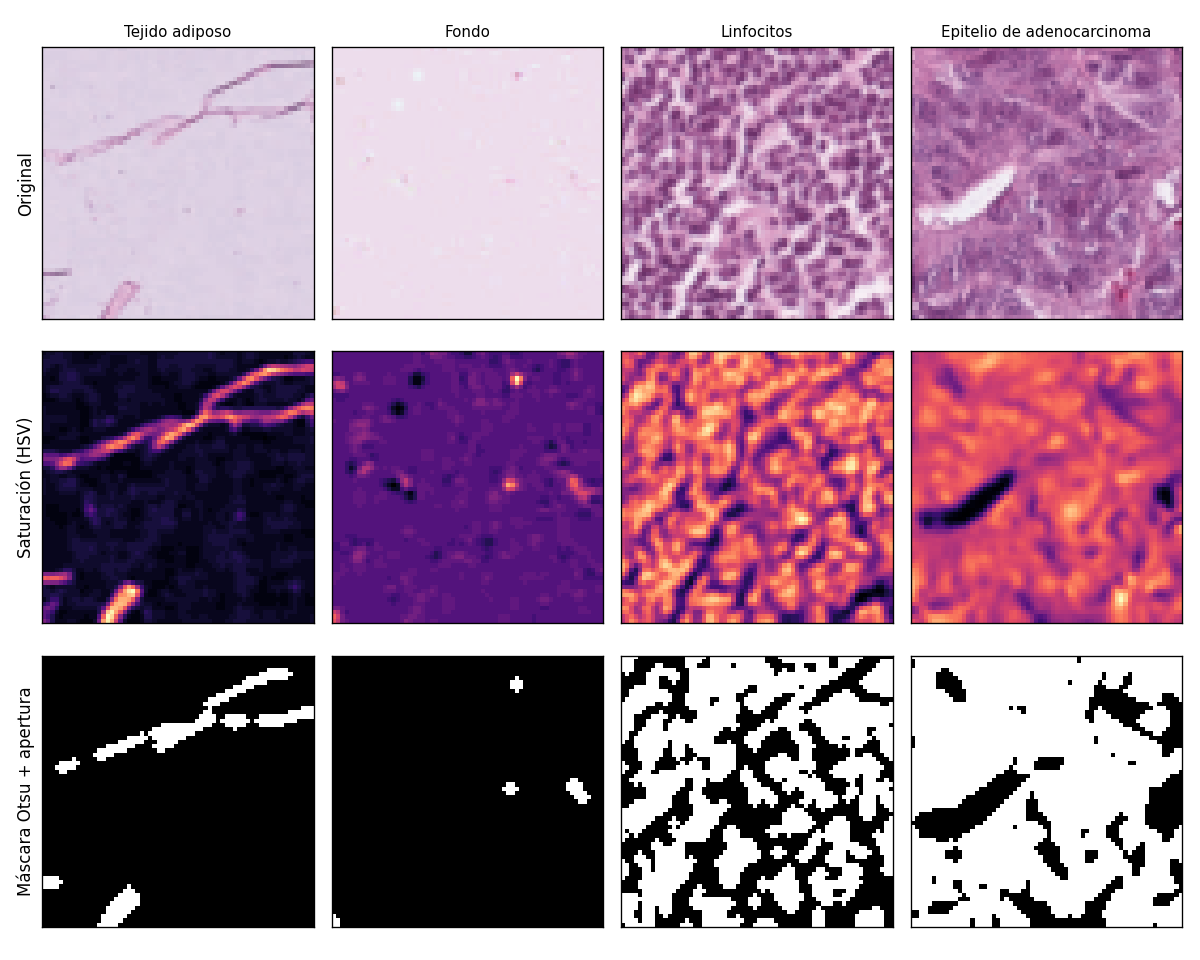 Tejido adiposo
Fondo
Linfocitos
Epitelio de adenocarcinoma
Original
Saturación (HSV)
Máscara Otsu + apertura